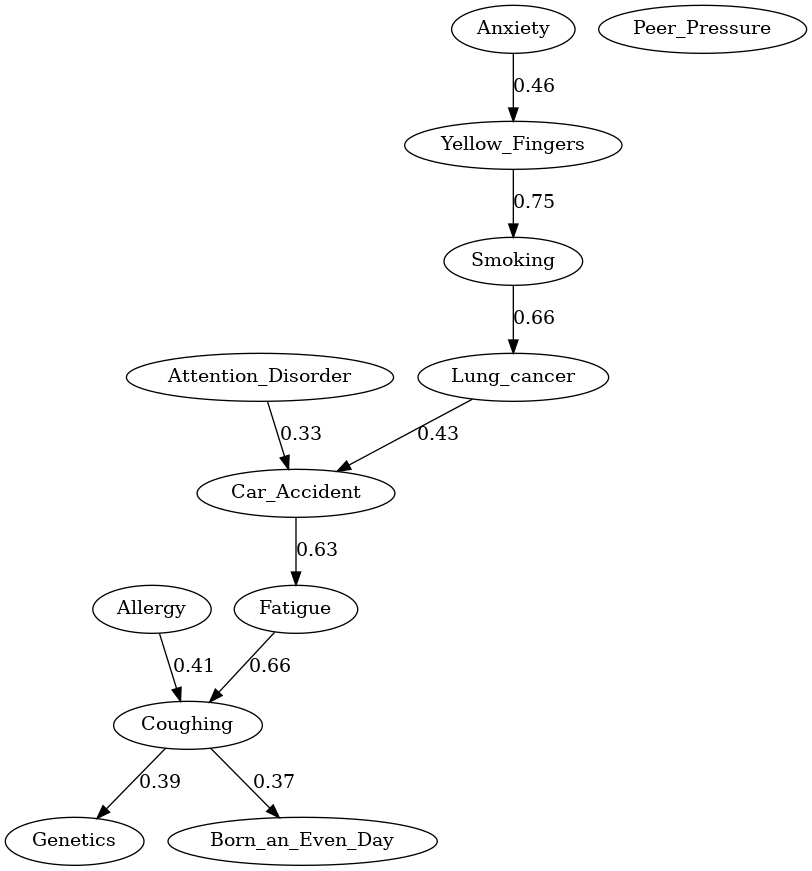 Anxiety
Peer_Pressure
0.46
Yellow_Fingers
0.75
Smoking
0.66
Attention_Disorder
Lung_cancer
0.33
0.43
Car_Accident
0.63
Allergy
Fatigue
0.41
0.66
Coughing
0.39
0.37
Genetics
Born_an_Even_Day